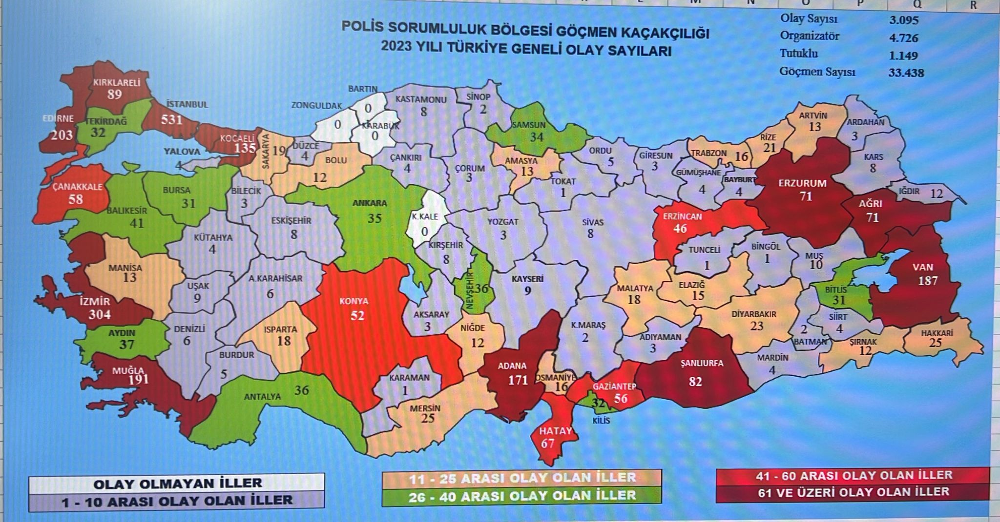 M N O P Q R
POLİS SORUMLULUK BÖLGESİ GÖÇMEN KAÇAKÇILIĞI
2023 YILI TÜRKİYE GENELİ OLAY SAYILARI
Olay Sayısı 3.095
Organizatör 4.726
Tutuklu 1.149
Göçmen Sayısı 33.438
KIRKLARELİ
89
EDİRNE
203
TEKİRDAĞ
32
İSTANBUL
531
KOCAELİ
135
YALOVA
4
SAKARYA
19
DÜZCE
4
BOLU
12
ZONGULDAK
0
BARTIN
0
KARABÜK
0
KASTAMONU
8
SİNOP
2
SAMSUN
34
ÇANKIRI
4
ÇORUM
3
AMASYA
13
TOKAT
1
ORDU
5
GİRESUN
3
TRABZON
16
RİZE
21
ARTVİN
13
ARDAHAN
3
KARS
8
GÜMÜŞHANE
4
BAYBURT
4
ERZURUM
71
IĞDIR
12
AĞRI
71
ÇANAKKALE
58
BALIKESİR
41
BURSA
31
BİLECİK
3
ESKİŞEHİR
8
KÜTAHYA
4
ANKARA
35
K.KALE
0
KIRŞEHİR
8
YOZGAT
3
SİVAS
8
ERZİNCAN
46
TUNCELİ
1
BİNGÖL
1
MUŞ
10
VAN
187
BİTLİS
31
MANİSA
13
UŞAK
9
A.KARAHİSAR
6
İZMİR
304
AYDIN
37
DENİZLİ
6
ISPARTA
18
KONYA
52
AKSARAY
3
NEVŞEHİR
36
KAYSERİ
9
NİĞDE
12
MALATYA
18
ELAZIĞ
15
DİYARBAKIR
23
BATMAN
2
SİİRT
4
ŞIRNAK
12
HAKKARİ
25
MUĞLA
191
BURDUR
5
ANTALYA
36
KARAMAN
1
MERSİN
25
ADANA
171
OSMANİYE
16
K.MARAŞ
2
ADIYAMAN
3
GAZİANTEP
56
32
KİLİS
HATAY
67
ŞANLIURFA
82
MARDİN
4
OLAY OLMAYAN İLLER
1 - 10 ARASI OLAY OLAN İLLER
11 - 25 ARASI OLAY OLAN İLLER
26 - 40 ARASI OLAY OLAN İLLER
41 - 60 ARASI OLAY OLAN İLLER
61 VE ÜZERİ OLAY OLAN İLLER